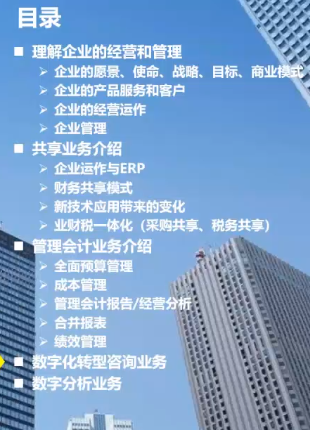 目录
理解企业的经营和管理
企业的愿景、使命、战略、目标、商业模式
企业的产品服务和客户
企业的经营运作
企业管理
共享业务介绍
企业运作与ERP
财务共享模式
新技术应用带来的变化
业财税一体化（采购共享、税务共享）
管理会计业务介绍
全面预算管理
成本管理
管理会计报告/经营分析
合并报表
绩效管理
数字化转型咨询业务
数字分析业务